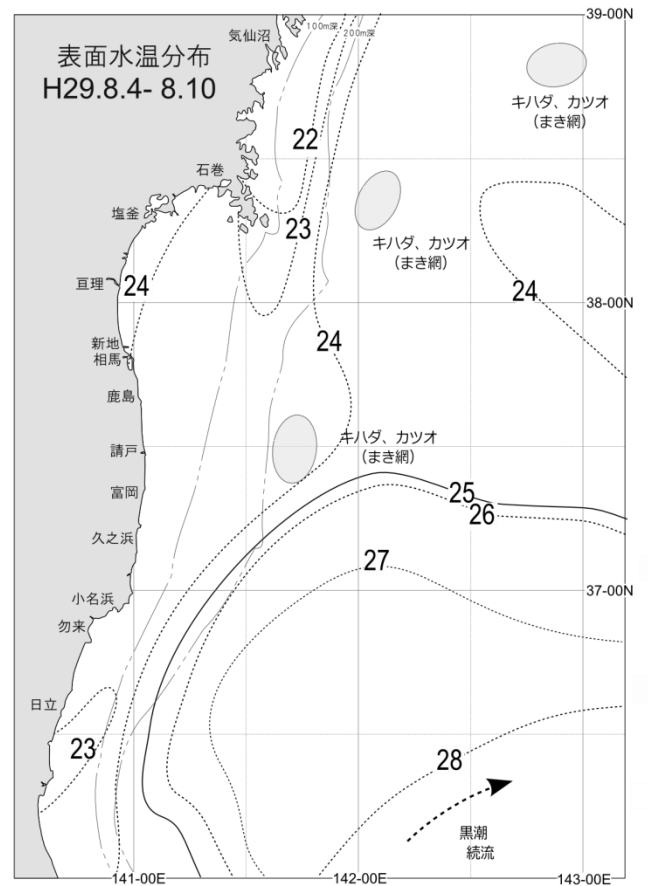 表面水温分布
H29.8.4- 8.10
気仙沼
100m深
200m深
39-00N
キハダ、カツオ
(まき網)
22
石巻
塩釜
23
キハダ、カツオ
(まき網)
亘理
24
24
38-00N
新地
相馬
24
鹿島
キハダ、カツオ
(まき網)
請戸
富岡
25
26
久之浜
27
37-00N
小名浜
勿来
日立
23
28
黒潮
続流
141-00E
142-00E
143-00E